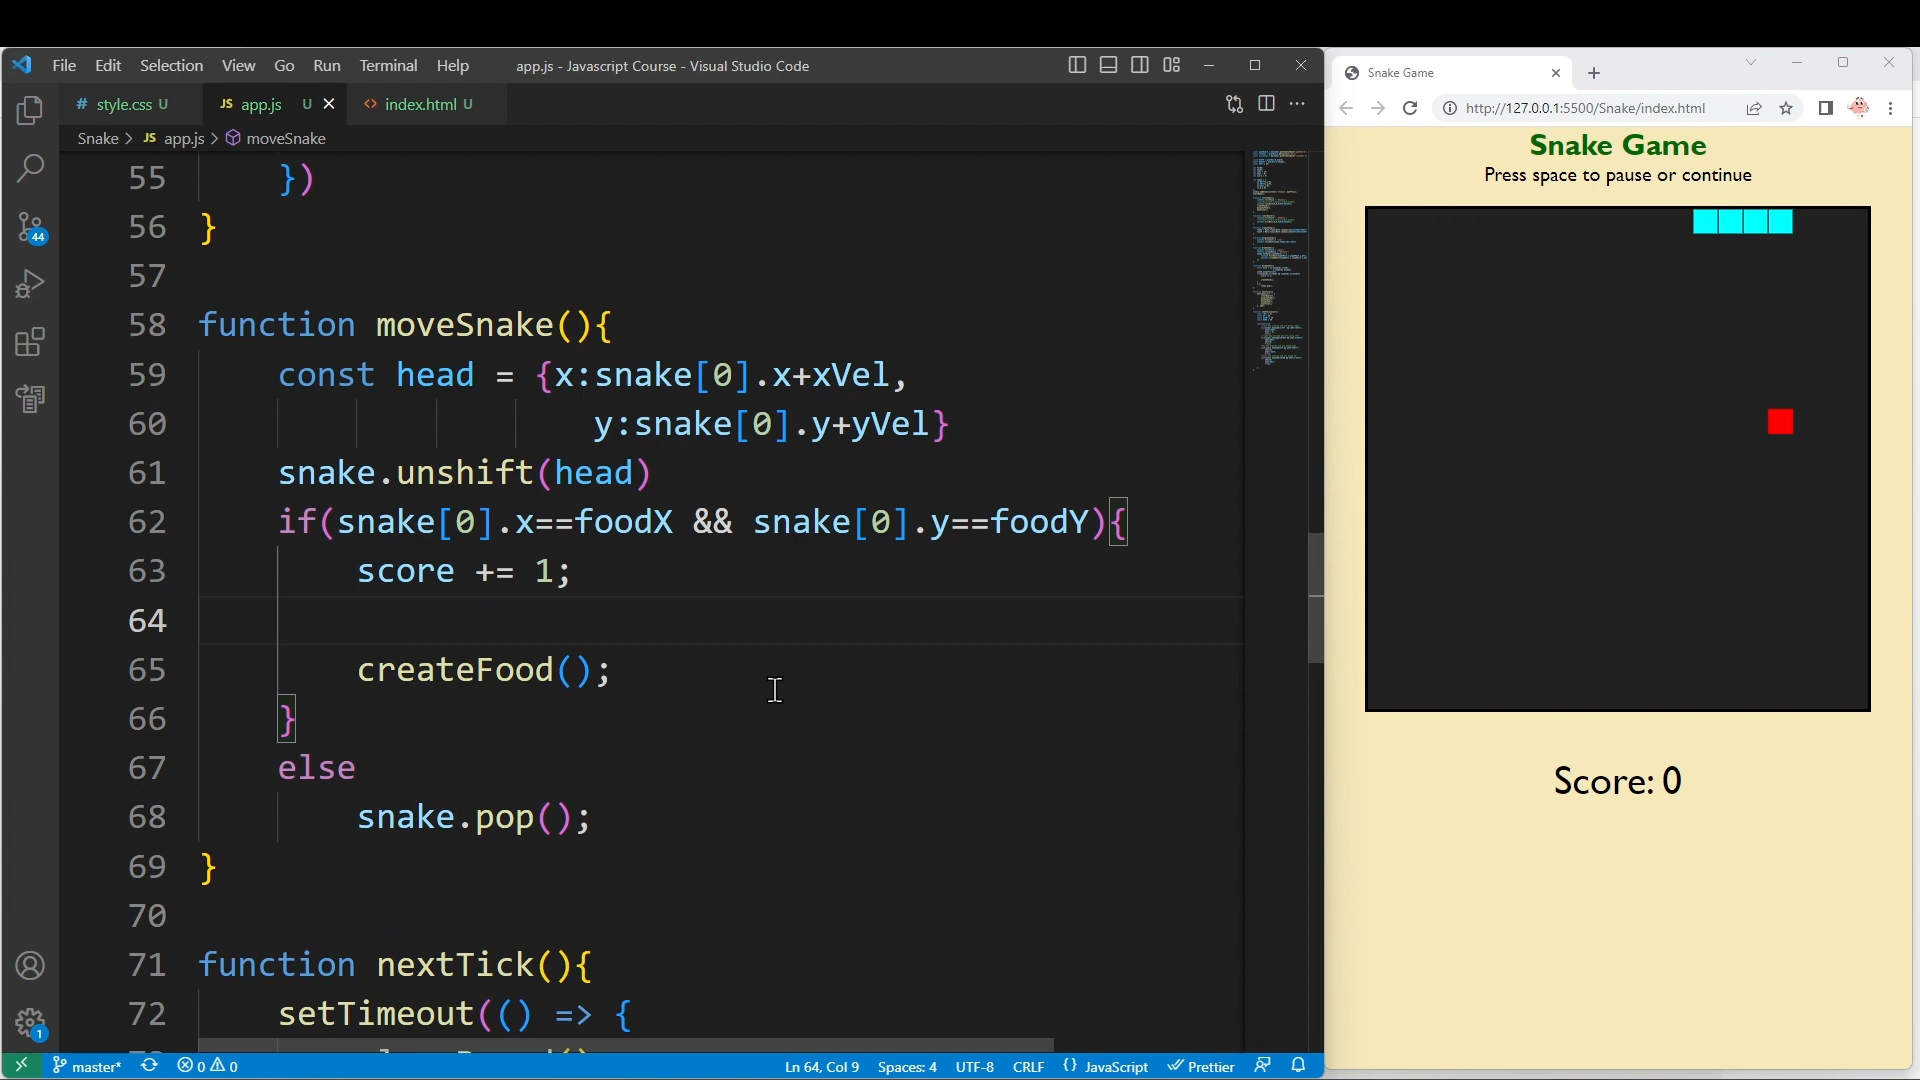 File Edit Selection View Go Run Terminal Help app.js - Javascript Course - Visual Studio Code
# style.css U JS app.js U <> index.html U
Snake > JS app.js > moveSnake
55 })
56 }
57
58 function moveSnake(){
59 const head = {x:snake[0].x+xVel,
60 y:snake[0].y+yVel}
61 snake.unshift(head)
62 if(snake[0].x==foodX && snake[0].y==foodY){
63 score += 1;
64
65 createFood();
66 }
67 else
68 snake.pop();
69 }
70
71 function nextTick(){
72 setTimeout(() => {
44
1
master* 0 0 Ln 64, Col 9 Spaces: 4 UTF-8 CRLF {} JavaScript Prettier
Snake Game
http://127.0.0.1:5500/Snake/index.html
Snake Game
Press space to pause or continue
Score: 0